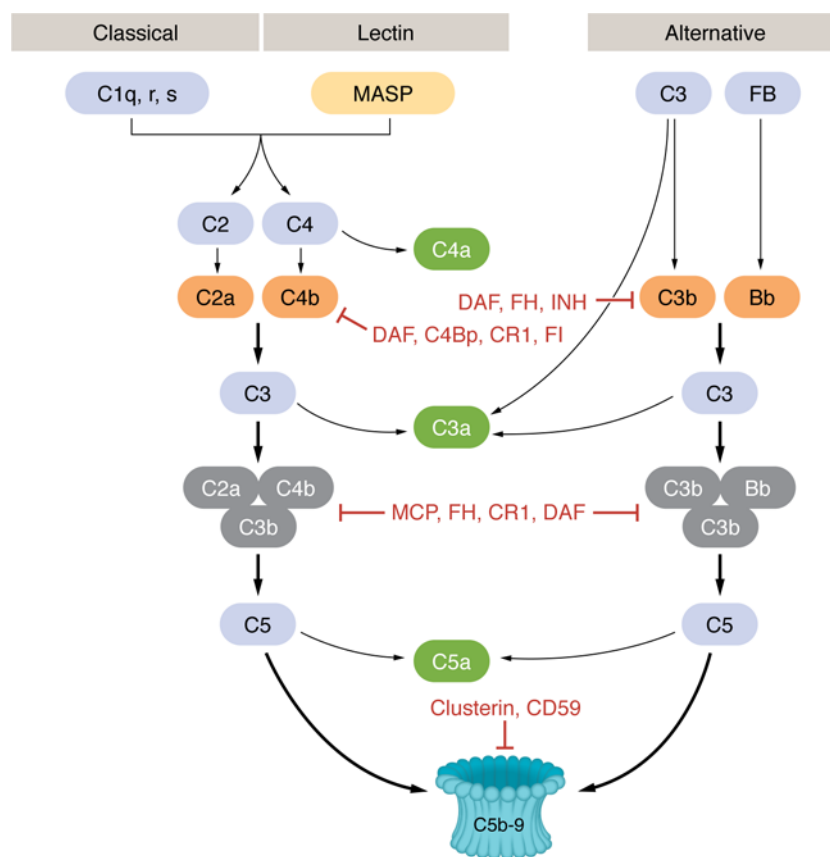 Classical Lectin Alternative
C1q, r, s MASP C3 FB
C2 C4
C4a
C2a C4b DAF, FH, INH C3b Bb
DAF, C4Bp, CR1, FI
C3 C3
C3a
C2a C4b C3b Bb
MCP, FH, CR1, DAF
C3b C3b
C5 C5
C5a
Clusterin, CD59
C5b-9